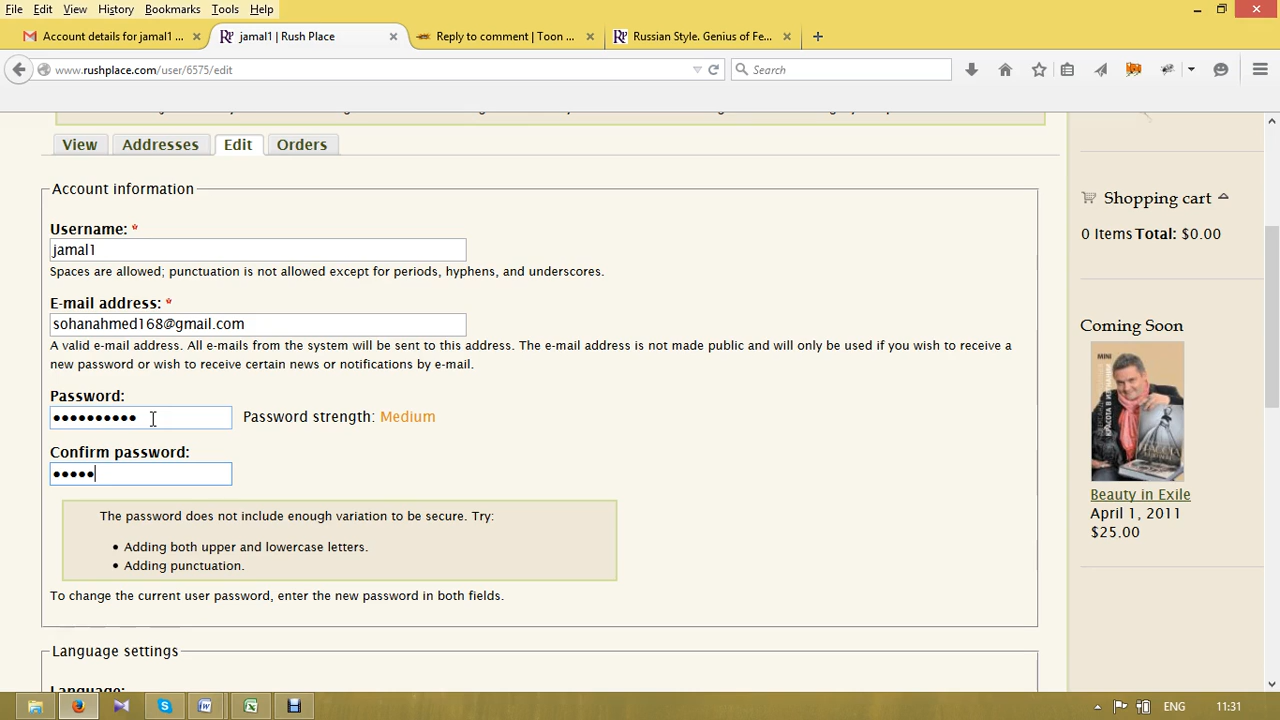 File Edit View History Bookmarks Tools Help
Account details for jamal1 ...
jamal1 | Rush Place
Reply to comment | Toon ...
Russian Style. Genius of Fe...
www.rushplace.com/user/6575/edit
Search
View Addresses Edit Orders
Account information
Username: *
jamal1
Spaces are allowed; punctuation is not allowed except for periods, hyphens, and underscores.
E-mail address: *
sohanahmed168@gmail.com
A valid e-mail address. All e-mails from the system will be sent to this address. The e-mail address is not made public and will only be used if you wish to receive a
new password or wish to receive certain news or notifications by e-mail.
Password:
Password strength: Medium
Confirm password:
The password does not include enough variation to be secure. Try:
• Adding both upper and lowercase letters.
• Adding punctuation.
To change the current user password, enter the new password in both fields.
Language settings
Language:
Shopping cart
0 Items Total: $0.00
Coming Soon
MINI
Beauty in Exile
April 1, 2011
$25.00
ENG
11:31